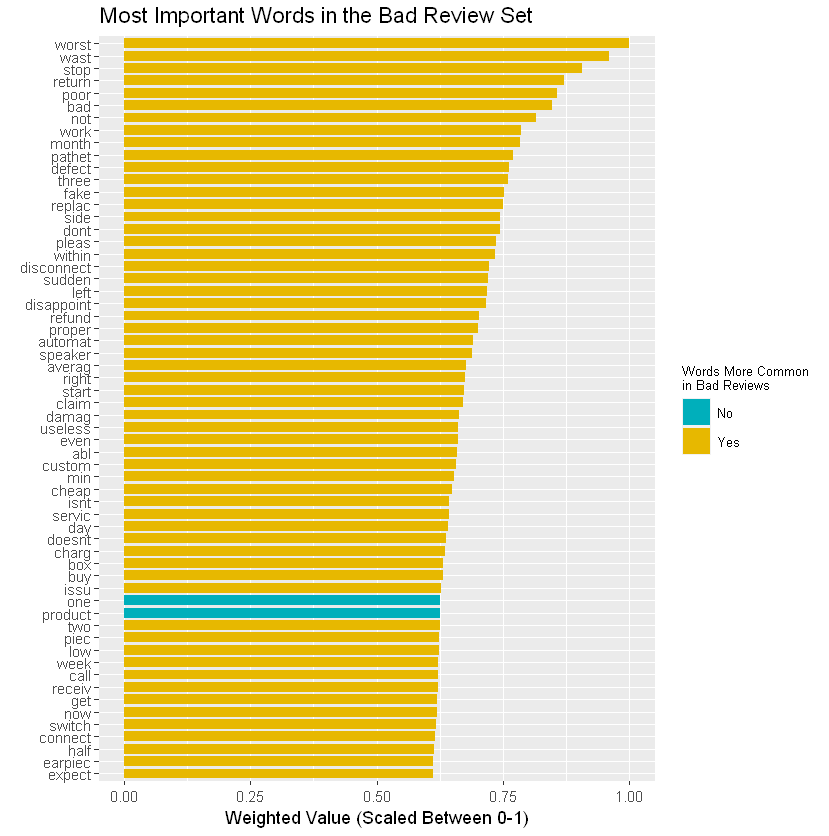 Most Important Words in the Bad Review Set
worst
wast
stop
return
poor
bad
not
work
month
pathet
defect
three
fake
replac
side
dont
pleas
within
disconnect
sudden
left
disappoint
refund
proper
automat
speaker
averag
right
start
claim
damag
useless
even
abl
custom
min
cheap
isnt
servic
day
doesnt
charg
box
buy
issu
one
product
two
piec
low
week
call
receiv
get
now
switch
connect
half
earpiec
expect
0.00 0.25 0.50 0.75 1.00
Weighted Value (Scaled Between 0-1)
Words More Common
in Bad Reviews
No
Yes